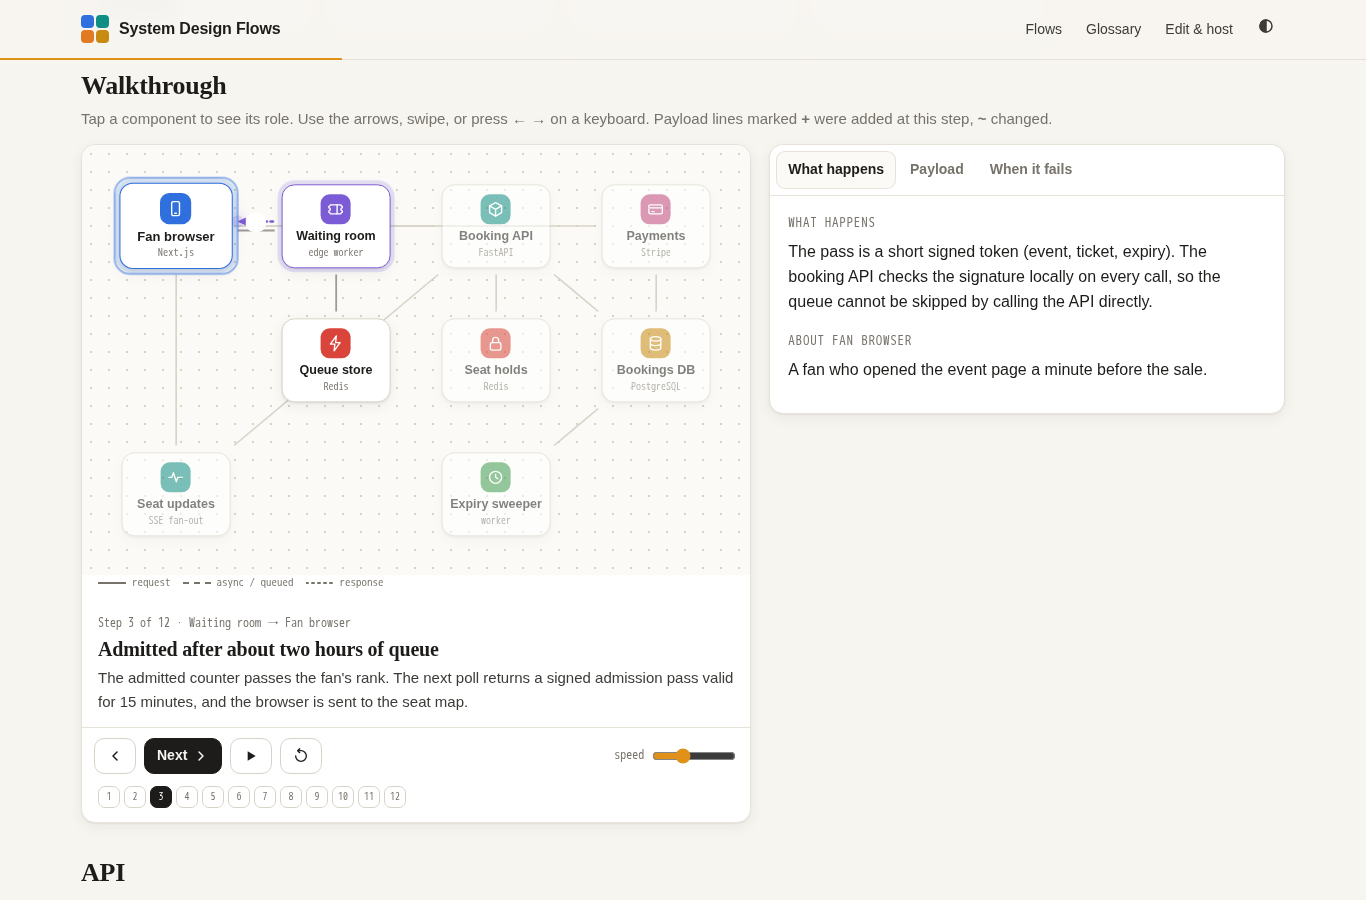 System Design Flows
Flows
Glossary
Edit & host
Walkthrough
Tap a component to see its role. Use the arrows, swipe, or press ← → on a keyboard. Payload lines marked + were added at this step, ~ changed.
Fan browser
Next.js
Waiting room
edge worker
Booking API
FastAPI
Payments
Stripe
Queue store
Redis
Seat holds
Redis
Bookings DB
PostgreSQL
Seat updates
SSE fan-out
Expiry sweeper
worker
request
async / queued
response
Step 3 of 12 · Waiting room → Fan browser
Admitted after about two hours of queue
The admitted counter passes the fan's rank. The next poll returns a signed admission pass valid
for 15 minutes, and the browser is sent to the seat map.
Next
speed
1 2 3 4 5 6 7 8 9 10 11 12
What happens
Payload
When it fails
WHAT HAPPENS
The pass is a short signed token (event, ticket, expiry). The
booking API checks the signature locally on every call, so the
queue cannot be skipped by calling the API directly.
ABOUT FAN BROWSER
A fan who opened the event page a minute before the sale.
API